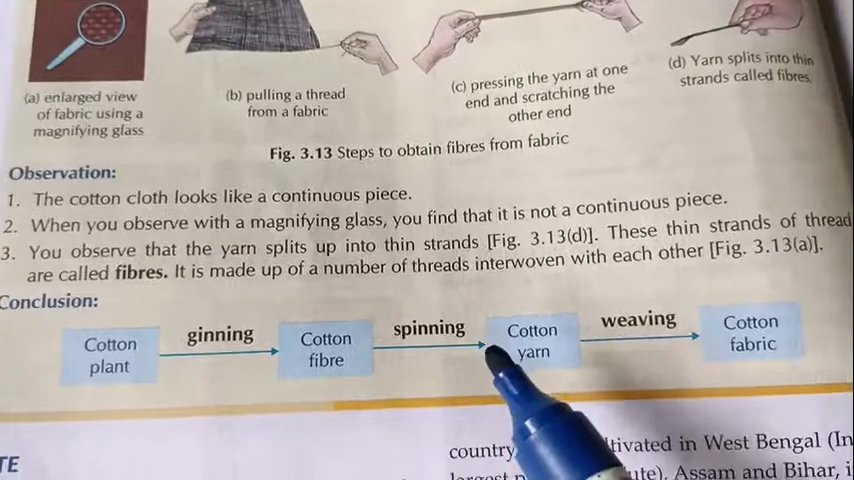 (a) enlarged view
of fabric using a
magnifying glass
(b) pulling a thread
from a fabric
(c) pressing the yarn at one
end and scratching the
other end
(d) Yarn splits into thin
strands called fibres
Fig. 3.13 Steps to obtain fibres from fabric
Observation:
1. The cotton cloth looks like a continuous piece.
2. When you observe with a magnifying glass, you find that it is not a continuous piece.
3. You observe that the yarn splits up into thin strands [Fig. 3.13(d)]. These thin strands of thread
are called fibres. It is made up of a number of threads interwoven with each other [Fig. 3.13(a)].
Conclusion:
Cotton plant ginning Cotton fibre spinning Cotton yarn weaving Cotton fabric
country
tivated in West Bengal (In
TE
Assam and Bihar, i